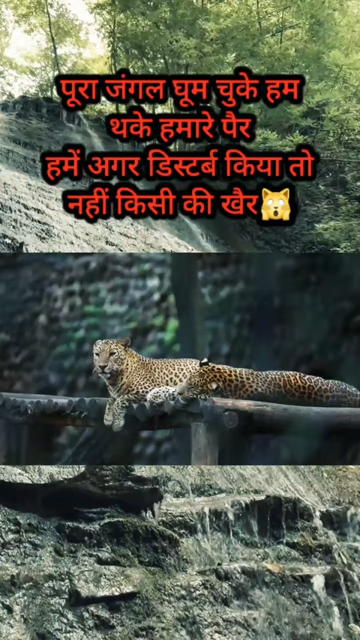 पूरा जंगल घूम चुके हम
थके हमारे पैर
हमें अगर डिस्टर्ब किया तो
नहीं किसी की खैर🙀